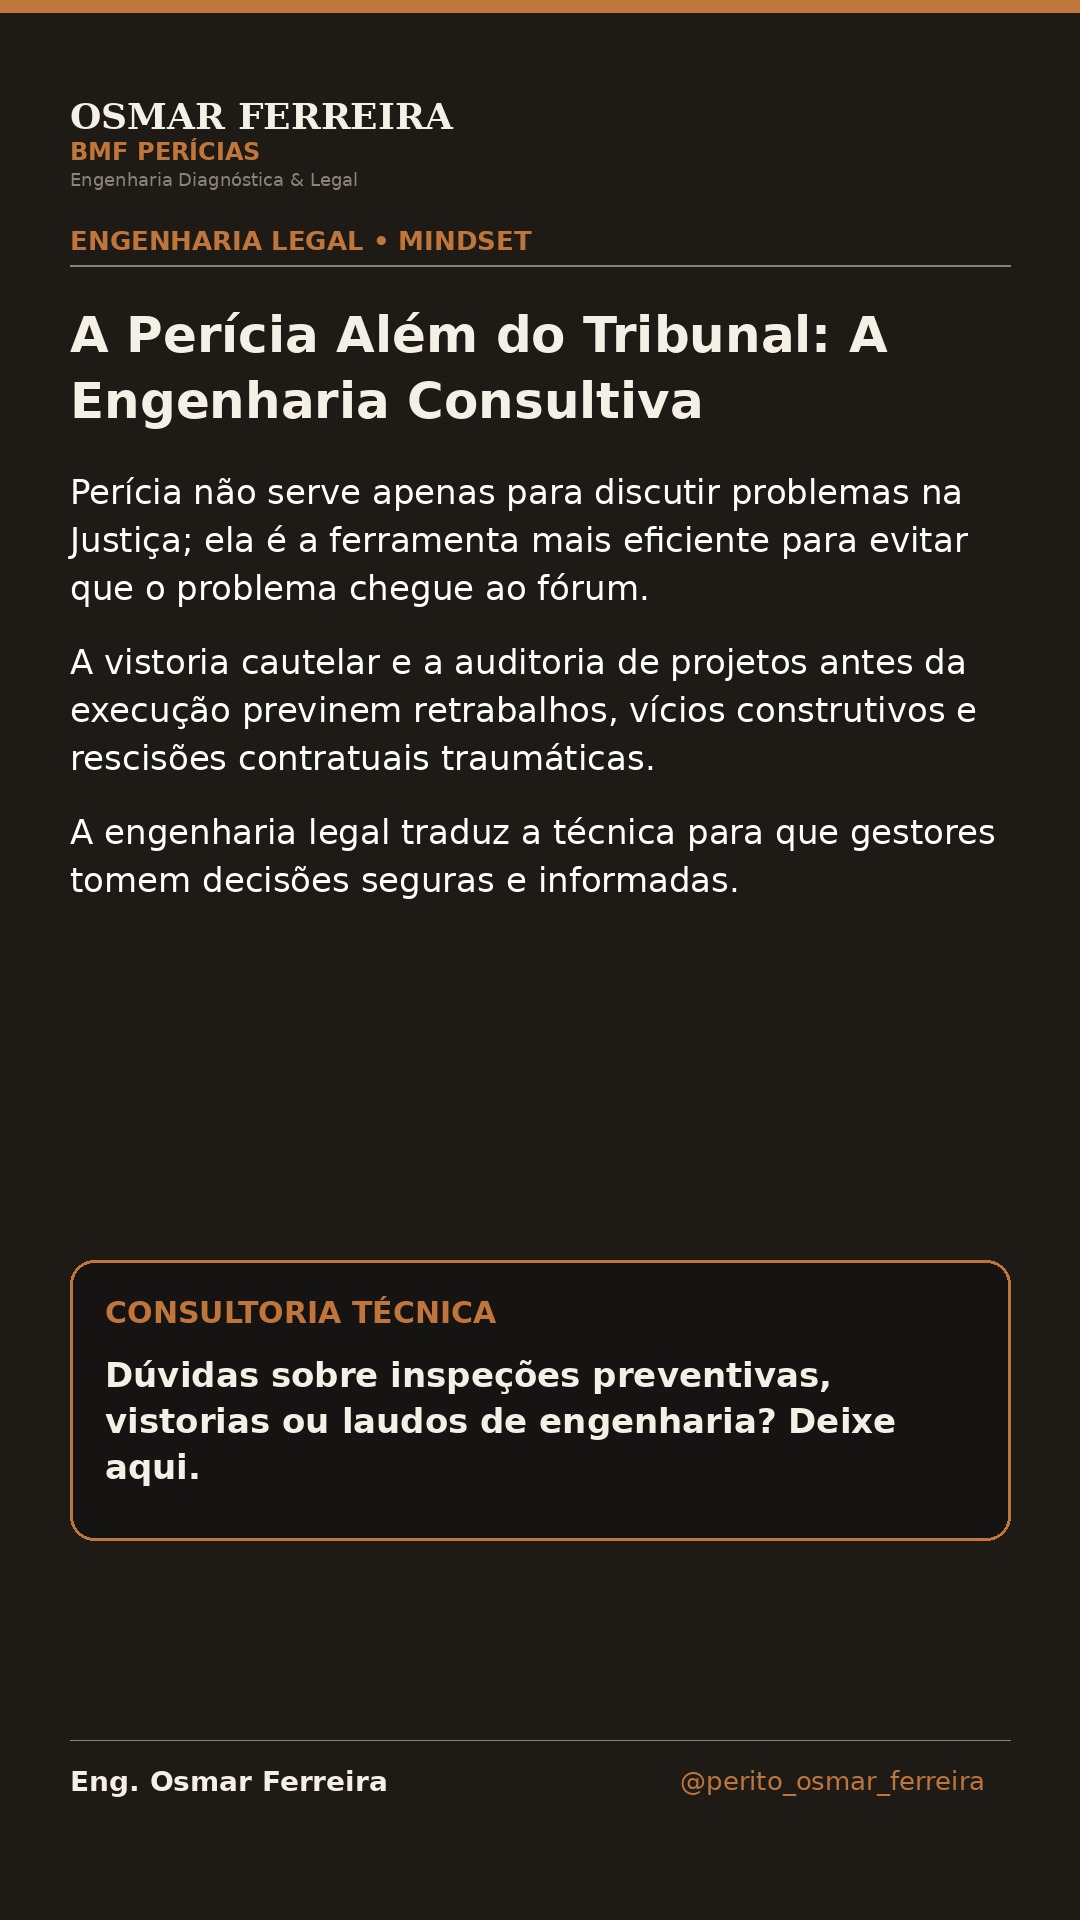 OSMAR FERREIRA
BMF PERÍCIAS
Engenharia Diagnóstica & Legal
ENGENHARIA LEGAL • MINDSET
A Perícia Além do Tribunal: A
Engenharia Consultiva
Perícia não serve apenas para discutir problemas na
Justiça; ela é a ferramenta mais eficiente para evitar
que o problema chegue ao fórum.
A vistoria cautelar e a auditoria de projetos antes da
execução previnem retrabalhos, vícios construtivos e
rescisões contratuais traumáticas.
A engenharia legal traduz a técnica para que gestores
tomem decisões seguras e informadas.
CONSULTORIA TÉCNICA
Dúvidas sobre inspeções preventivas,
vistorias ou laudos de engenharia? Deixe
aqui.
Eng. Osmar Ferreira
@perito_osmar_ferreira